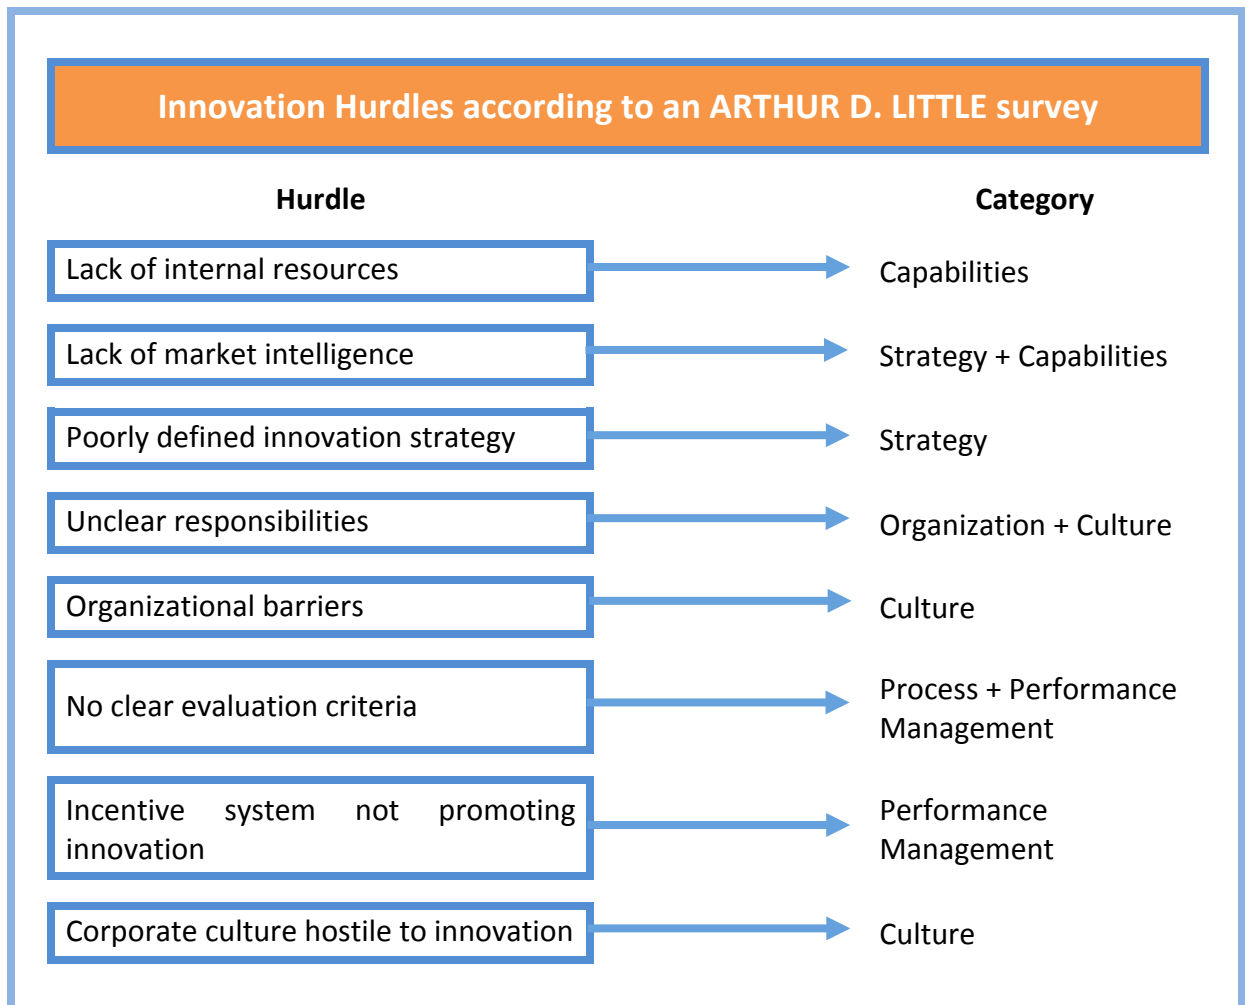 Innovation Hurdles according to an ARTHUR D. LITTLE survey
Hurdle Category
Lack of internal resources Capabilities
Lack of market intelligence Strategy + Capabilities
Poorly defined innovation strategy Strategy
Unclear responsibilities Organization + Culture
Organizational barriers Culture
No clear evaluation criteria
Process + Performance
Management
Incentive system not promoting
innovation
Performance
Management
Corporate culture hostile to innovation Culture